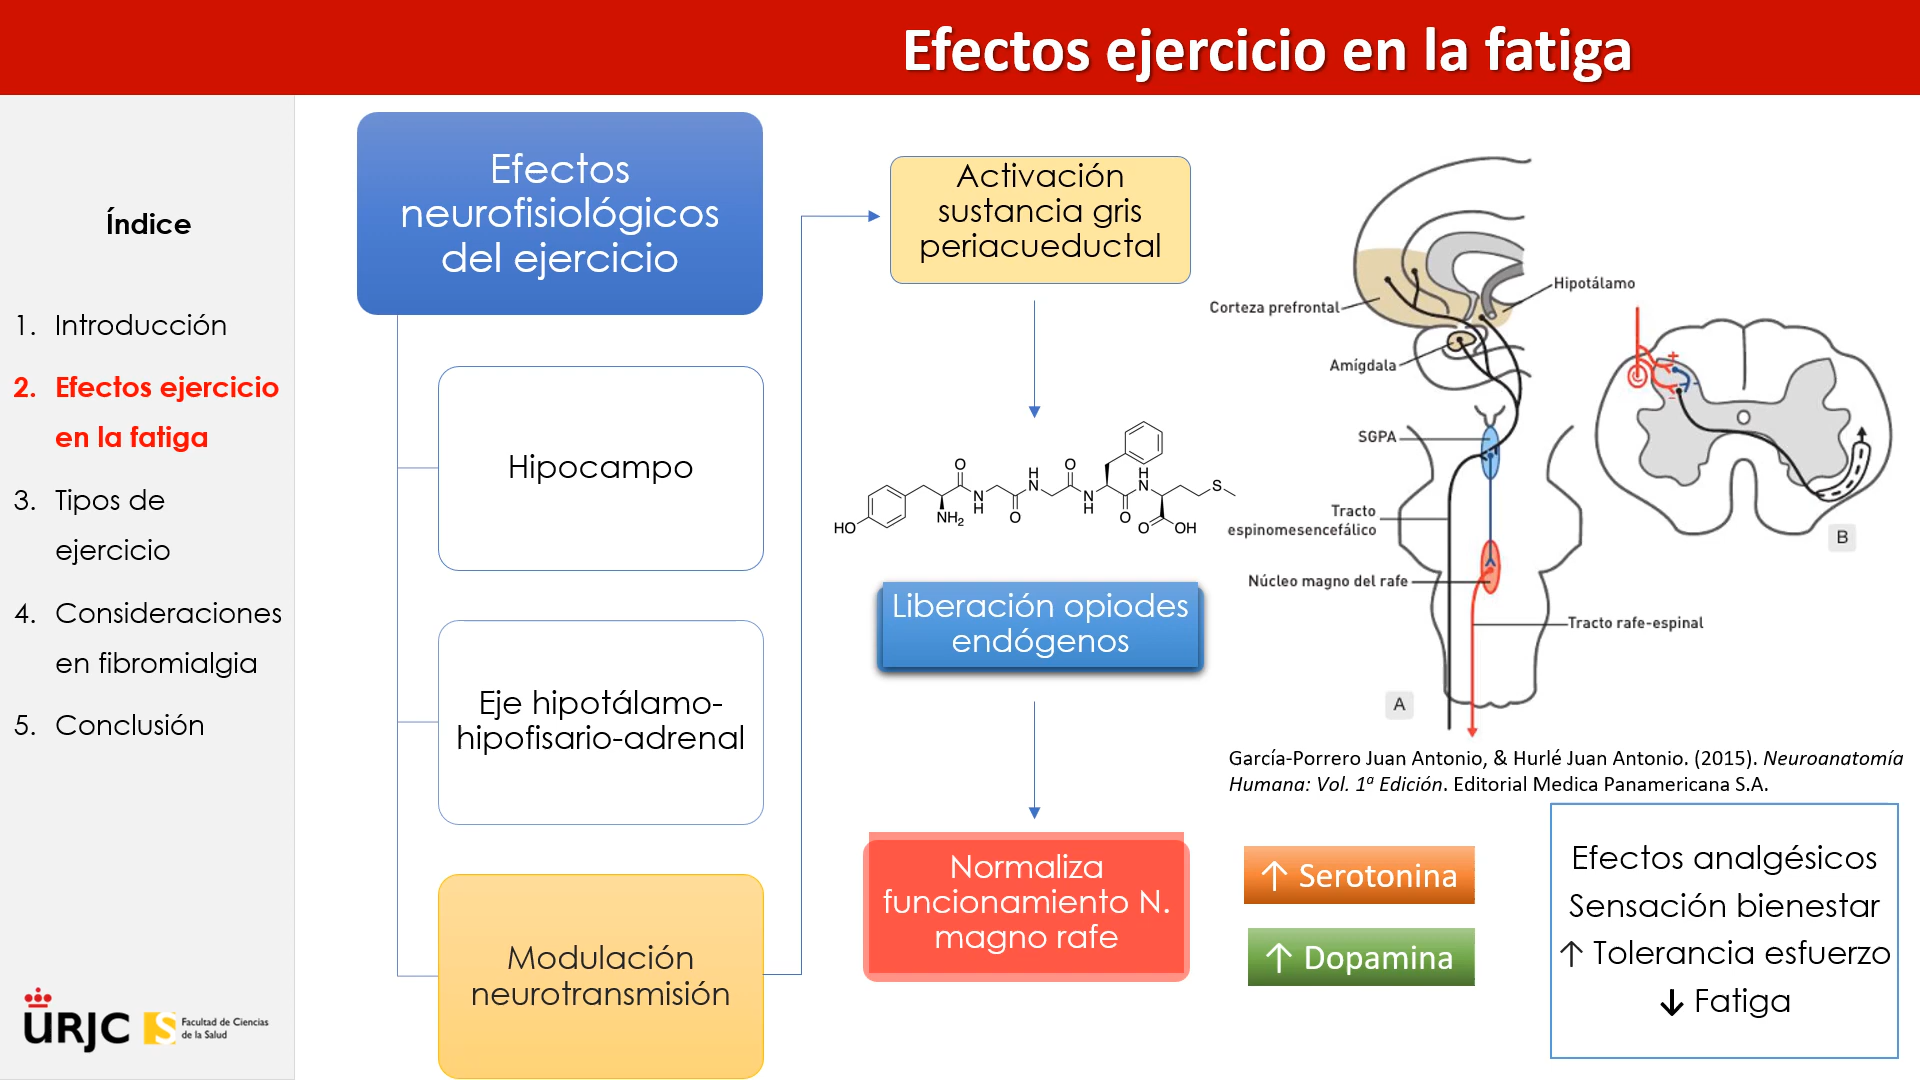 Efectos ejercicio en la fatiga
Índice
1. Introducción
2. Efectos ejercicio
en la fatiga
3. Tipos de
ejercicio
4. Consideraciones
en fibromialgia
5. Conclusión
URJC
S
Facultad de Ciencias
de la Salud
Efectos
neurofisiológicos
del ejercicio
Hipocampo
Eje hipotálamo-
hipofisario-adrenal
Modulación
neurotransmisión
Activación
sustancia gris
periacueductal
HO
NH₂
O
N
H
O
H
N
O
N
H
O
H
N
O
OH
S
Liberación opiodes
endógenos
Normaliza
funcionamiento N.
magno rafe
Corteza prefrontal
Hipotálamo
Amígdala
SGPA
Tracto
espinomesencefálico
Núcleo magno del rafe
Tracto rafe-espinal
A
+
-
-
B
García-Porrero Juan Antonio, & Hurlé Juan Antonio. (2015). Neuroanatomía
Humana: Vol. 1ª Edición. Editorial Medica Panamericana S.A.
↑ Serotonina
↑ Dopamina
Efectos analgésicos
Sensación bienestar
↑ Tolerancia esfuerzo
↓ Fatiga